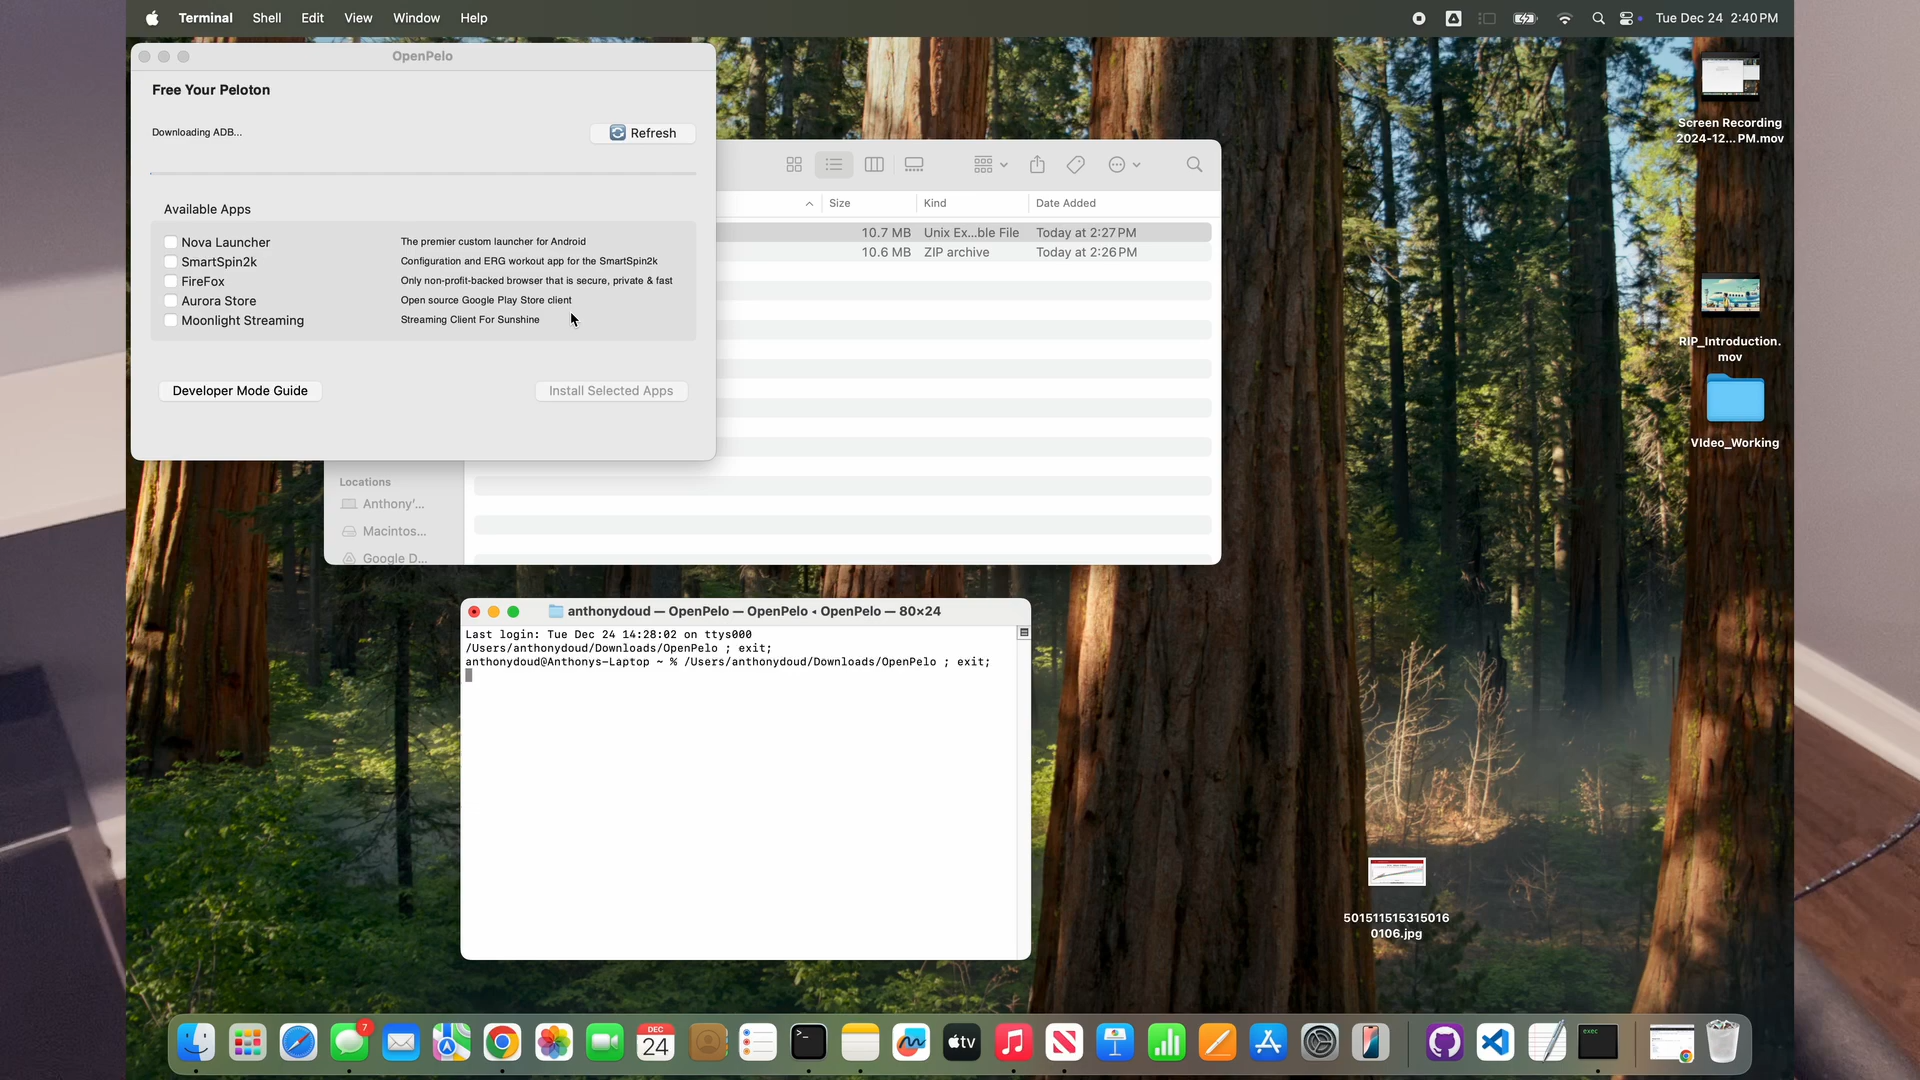 Terminal Shell Edit View Window Help
Tue Dec 24 2:40 PM
OpenPelo
Free Your Peloton
Downloading ADB...
Refresh
Available Apps
Nova Launcher The premier custom launcher for Android
SmartSpin2k Configuration and ERG workout app for the SmartSpin2k
FireFox Only non-profit-backed browser that is secure, private & fast
Aurora Store Open source Google Play Store client
Moonlight Streaming Streaming Client For Sunshine
Developer Mode Guide
Install Selected Apps
Size Kind Date Added
10.7 MB Unix Ex...ble File Today at 2:27 PM
10.6 MB ZIP archive Today at 2:26 PM
Locations
Anthony'...
Macintos...
Google D...
Screen Recording
2024-12... PM.mov
RIP_Introduction.
mov
VIdeo_Working
anthonydoud — OpenPelo — OpenPelo ◂ OpenPelo — 80×24
Last login: Tue Dec 24 14:28:02 on ttys000
/Users/anthonydoud/Downloads/OpenPelo ; exit;
anthonydoud@Anthonys-Laptop ~ % /Users/anthonydoud/Downloads/OpenPelo ; exit;
501511515315016
0106.jpg
7
DEC
24
tv
exec